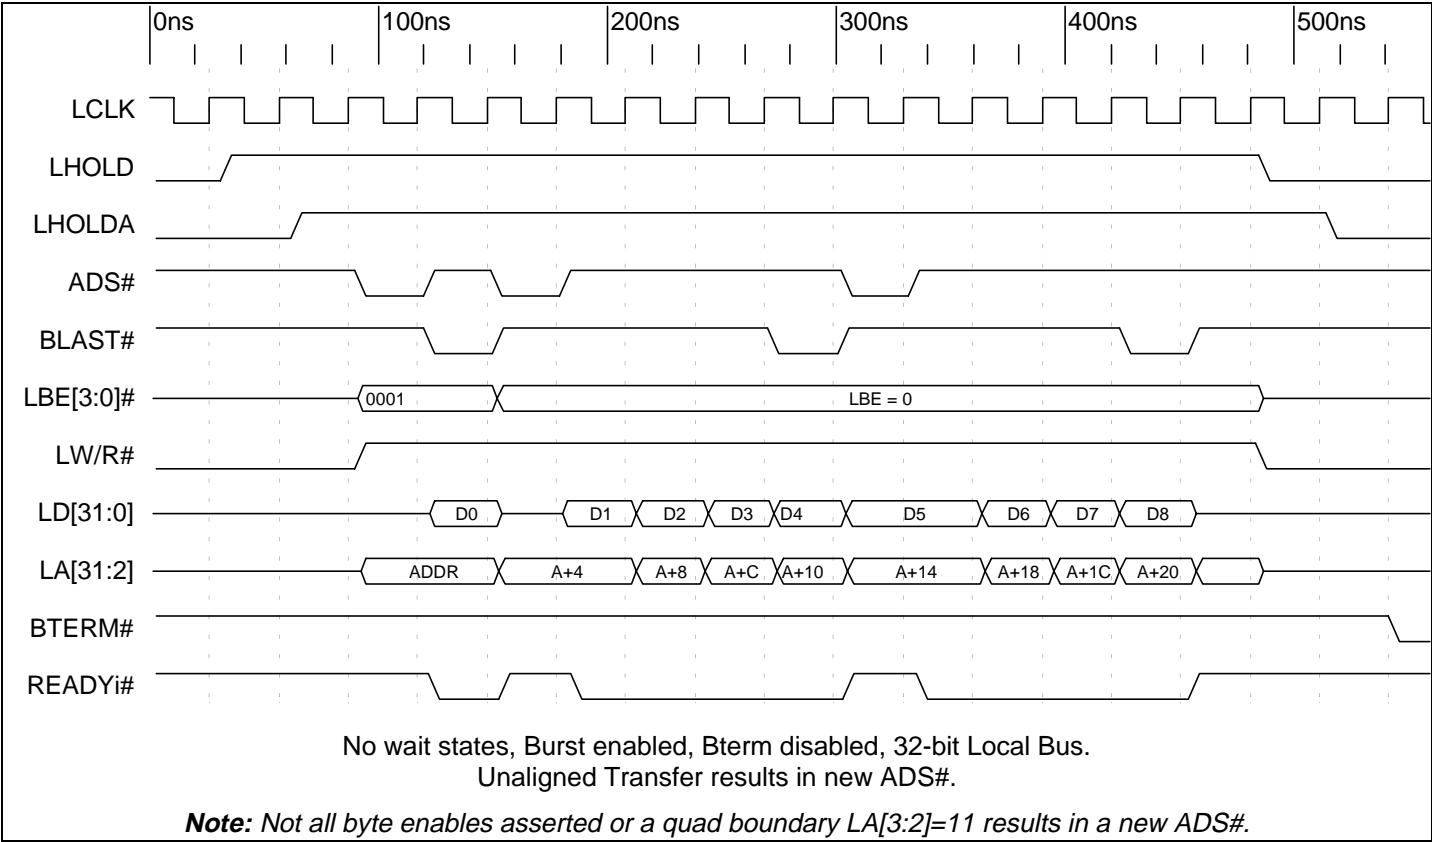 0ns 100ns 200ns 300ns 400ns 500ns
LCLK
LHOLD
LHOLDA
ADS#
BLAST#
LBE[3:0]# 0001 LBE = 0
LW/R#
LD[31:0] D0 D1 D2 D3 D4 D5 D6 D7 D8
LA[31:2] ADDR A+4 A+8 A+C A+10 A+14 A+18 A+1C A+20
BTERM#
READYi#
No wait states, Burst enabled, Bterm disabled, 32-bit Local Bus.
Unaligned Transfer results in new ADS#.
Note: Not all byte enables asserted or a quad boundary LA[3:2]=11 results in a new ADS#.